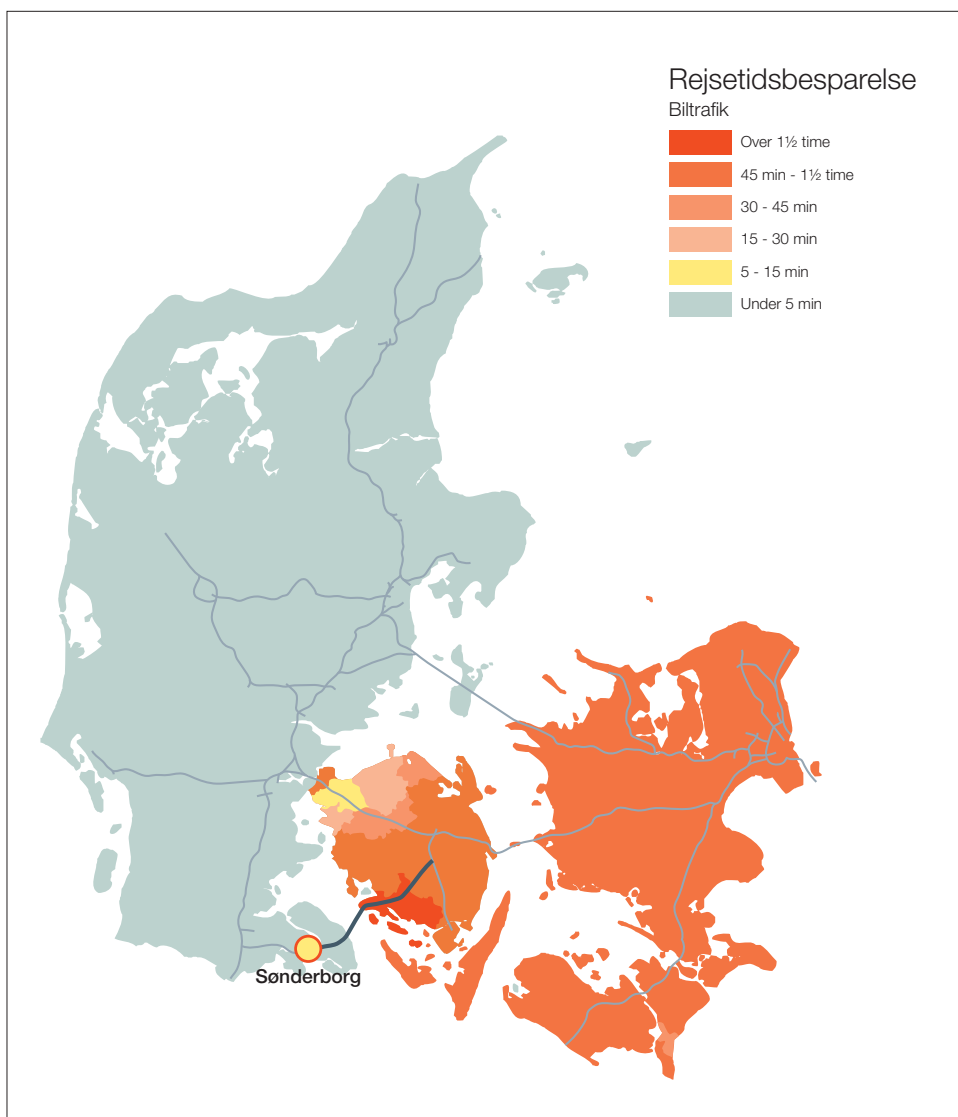 Rejsetidsbesparelse
Biltrafik
Over 1½ time
45 min - 1½ time
30 - 45 min
15 - 30 min
5 - 15 min
Under 5 min
Sønderborg